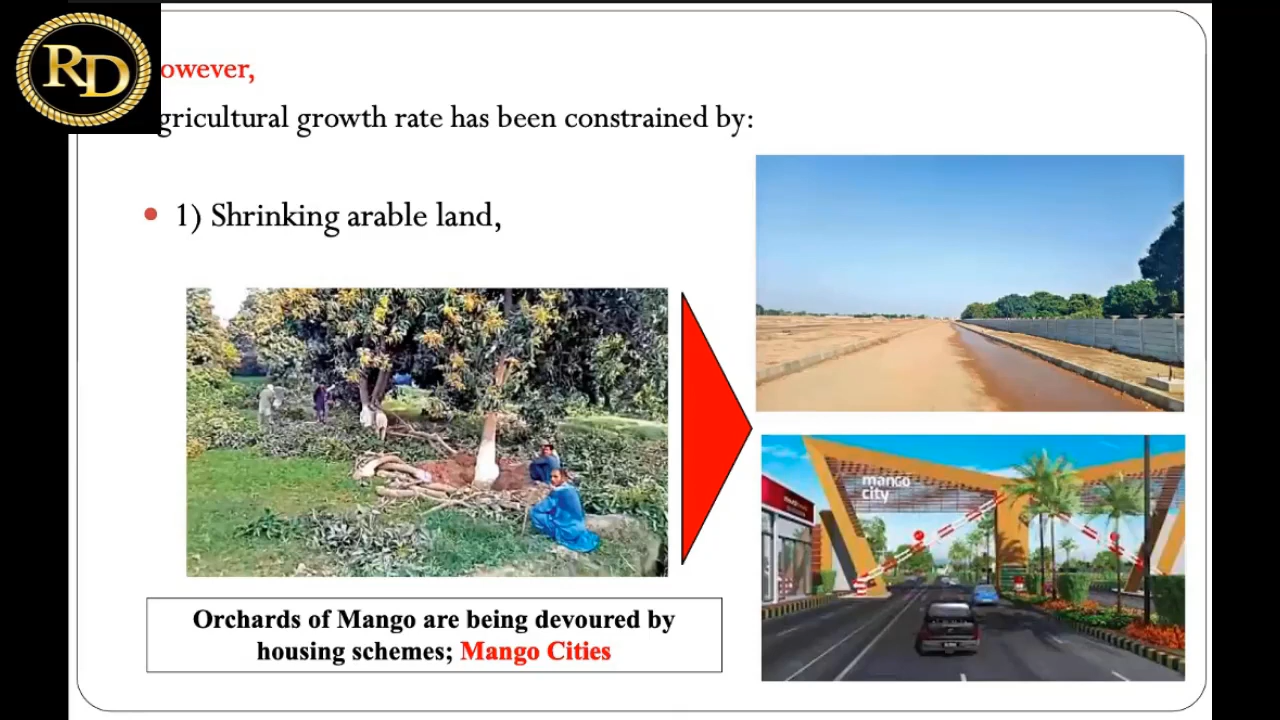 RD
owever,
gricultural growth rate has been constrained by:
1) Shrinking arable land,
mango
city
Orchards of Mango are being devoured by
housing schemes; Mango Cities